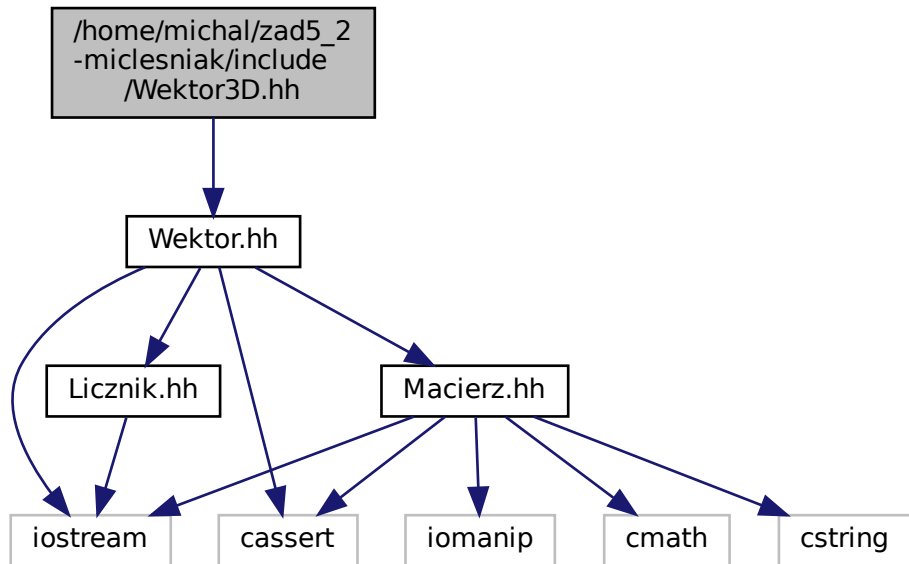 /home/michal/zad5_2
-miclesniak/include
/Wektor3D.hh
Wektor.hh
Licznik.hh
Macierz.hh
iostream
cassert
iomanip
cmath
cstring